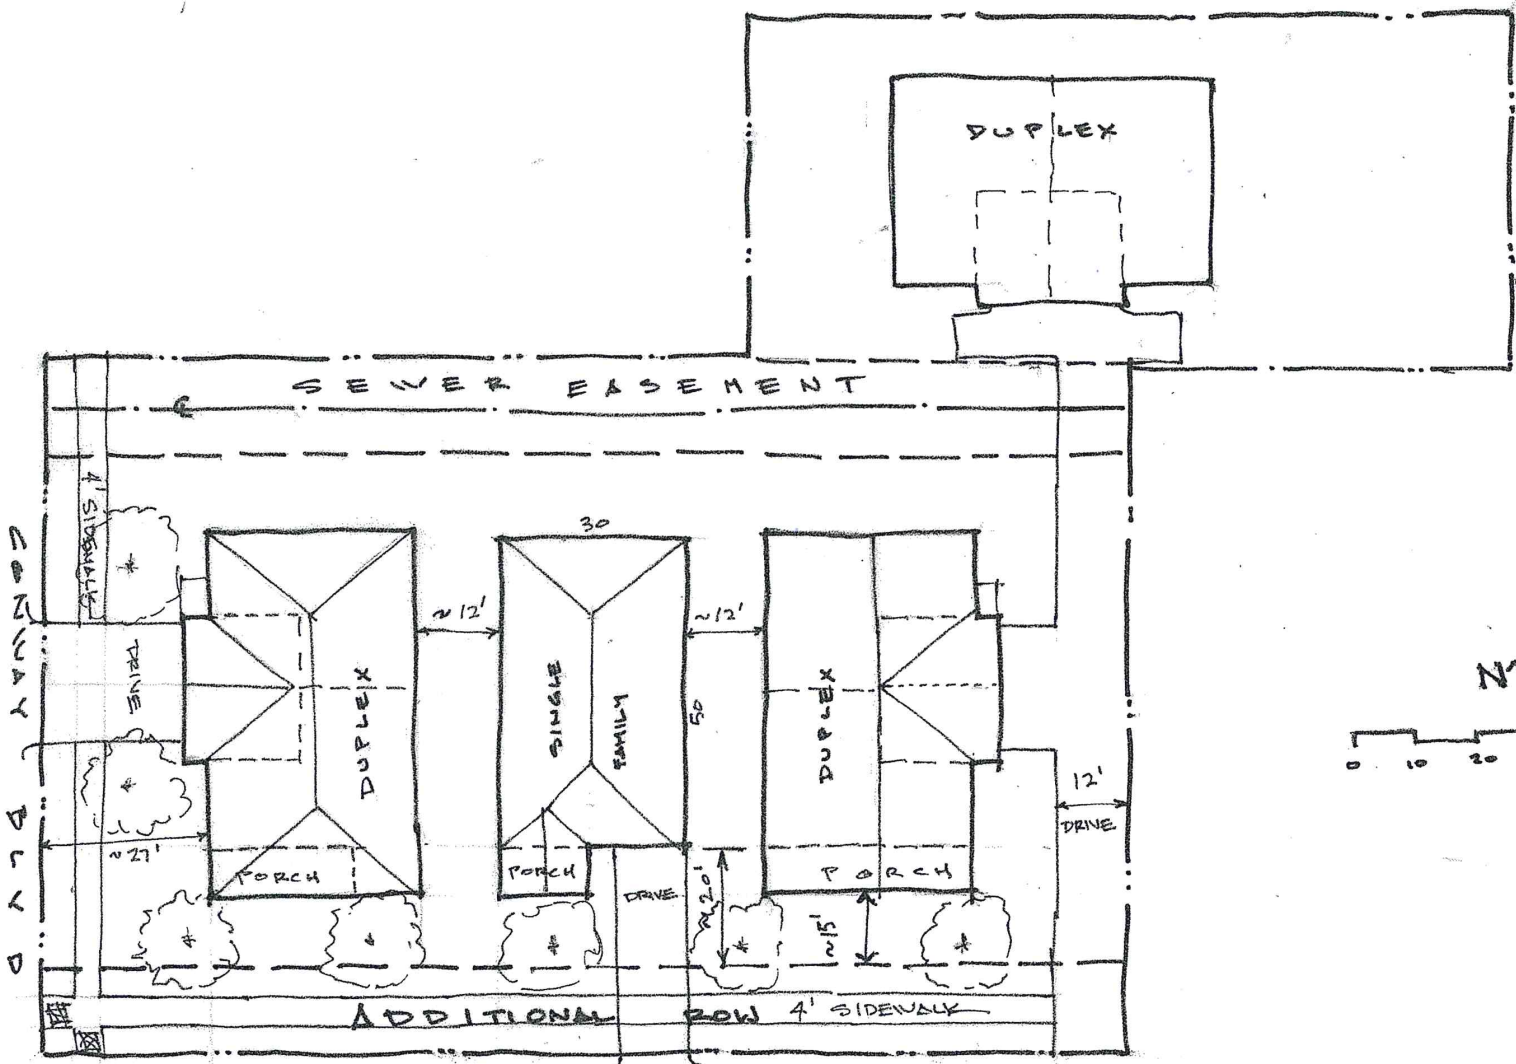 DUPLEX
SEWER EASEMENT
℄
4' SIDEWALK
30
CONWAY BLVD
~12'
~12'
DRIVE
DUPLEX
SINGLE
FAMILY
50
DUPLEX
N
0 10 20
12'
DRIVE
~27'
PORCH
PORCH
DRIVE
~20'
PORCH
~15'
ADDITIONAL ROW
4' SIDEWALK